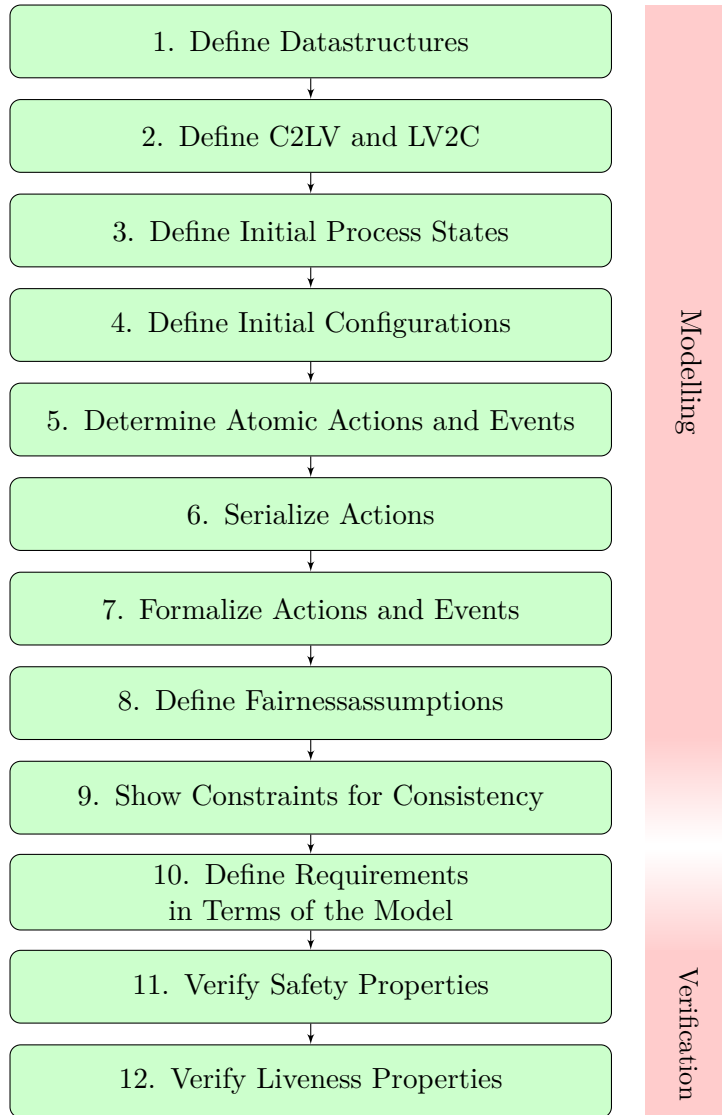 1. Define Datastructures
2. Define C2LV and LV2C
3. Define Initial Process States
4. Define Initial Configurations
5. Determine Atomic Actions and Events
6. Serialize Actions
7. Formalize Actions and Events
8. Define Fairnessassumptions
9. Show Constraints for Consistency
10. Define Requirements
in Terms of the Model
11. Verify Safety Properties
12. Verify Liveness Properties
Modelling
Verification